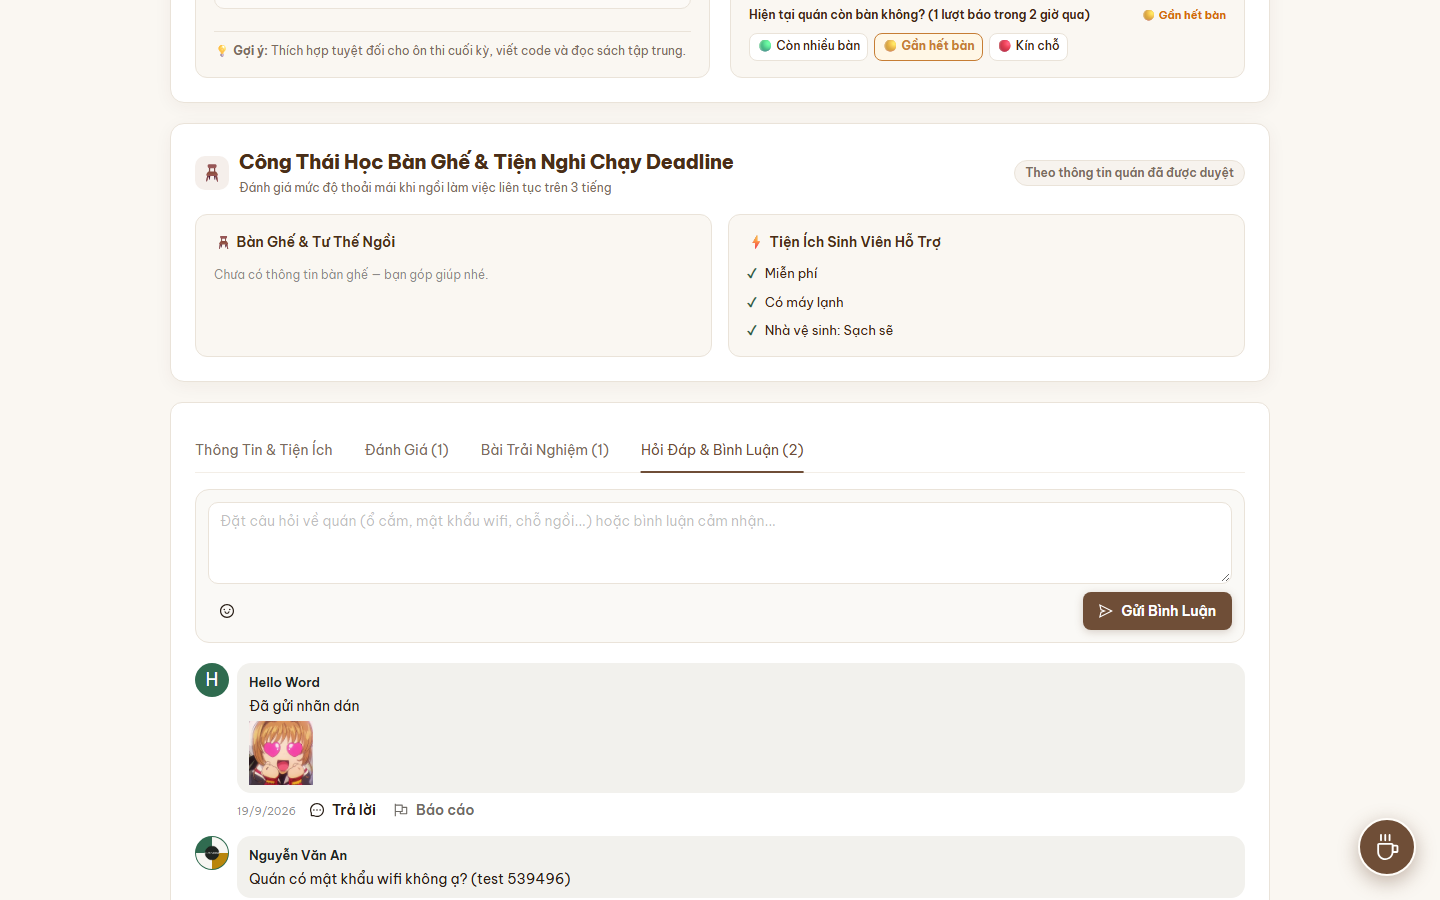 Gợi ý: Thích hợp tuyệt đối cho ôn thi cuối kỳ, viết code và đọc sách tập trung.
Hiện tại quán còn bàn không? (1 lượt báo trong 2 giờ qua)
Gần hết bàn
Còn nhiều bàn
Gần hết bàn
Kín chỗ
Công Thái Học Bàn Ghế & Tiện Nghi Chạy Deadline
Đánh giá mức độ thoải mái khi ngồi làm việc liên tục trên 3 tiếng
Theo thông tin quán đã được duyệt
Bàn Ghế & Tư Thế Ngồi
Chưa có thông tin bàn ghế — bạn góp giúp nhé.
Tiện Ích Sinh Viên Hỗ Trợ
✓ Miễn phí
✓ Có máy lạnh
✓ Nhà vệ sinh: Sạch sẽ
Thông Tin & Tiện Ích
Đánh Giá (1)
Bài Trải Nghiệm (1)
Hỏi Đáp & Bình Luận (2)
Đặt câu hỏi về quán (ổ cắm, mật khẩu wifi, chỗ ngồi...) hoặc bình luận cảm nhận...
Gửi Bình Luận
H
Hello Word
Đã gửi nhãn dán
19/9/2026
Trả lời
Báo cáo
Nguyễn Văn An
Quán có mật khẩu wifi không ạ? (test 539496)